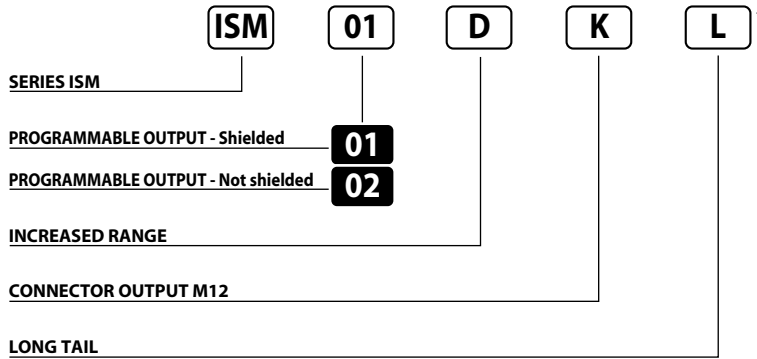 ISM 01 D K L
SERIES ISM
PROGRAMMABLE OUTPUT - Shielded 01
PROGRAMMABLE OUTPUT - Not shielded 02
INCREASED RANGE
CONNECTOR OUTPUT M12
LONG TAIL